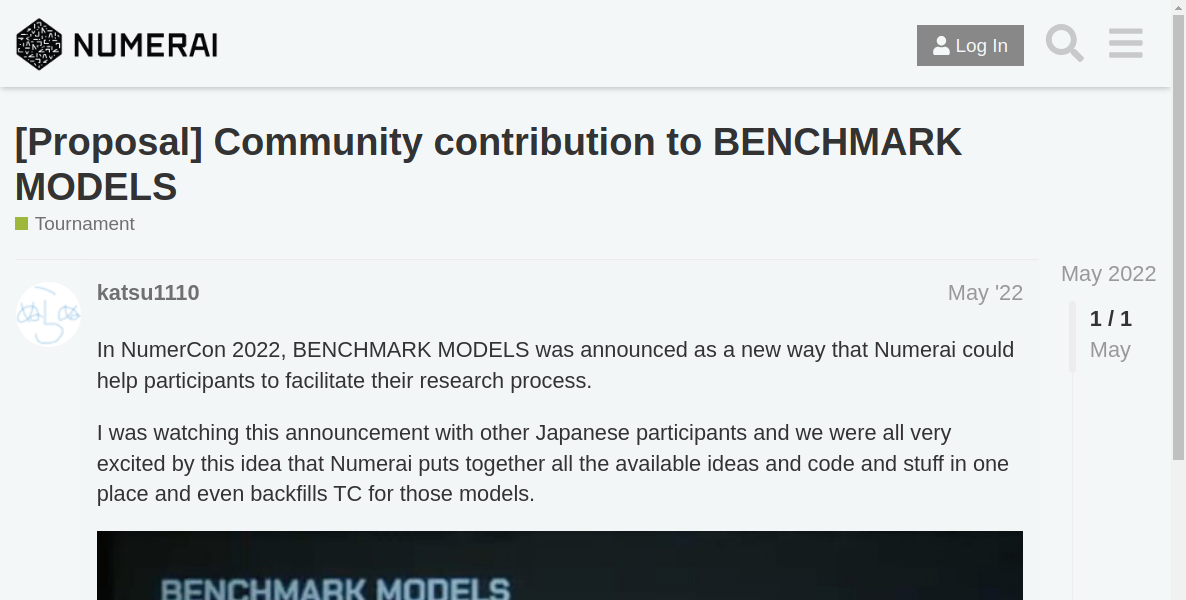 NUMERAI
Log In
[Proposal] Community contribution to BENCHMARK
MODELS
Tournament
katsu1110
May '22
May 2022
1 / 1
May
In NumerCon 2022, BENCHMARK MODELS was announced as a new way that Numerai could
help participants to facilitate their research process.
I was watching this announcement with other Japanese participants and we were all very
excited by this idea that Numerai puts together all the available ideas and code and stuff in one
place and even backfills TC for those models.
BENCHMARK MODELS